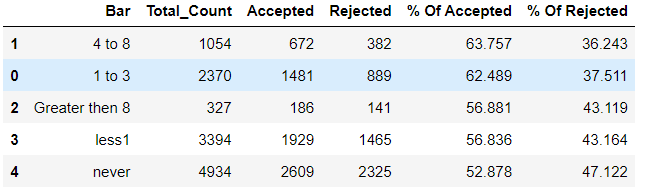 Bar Total_Count Accepted Rejected % Of Accepted % Of Rejected
1 4 to 8 1054 672 382 63.757 36.243
0 1 to 3 2370 1481 889 62.489 37.511
2 Greater then 8 327 186 141 56.881 43.119
3 less1 3394 1929 1465 56.836 43.164
4 never 4934 2609 2325 52.878 47.122